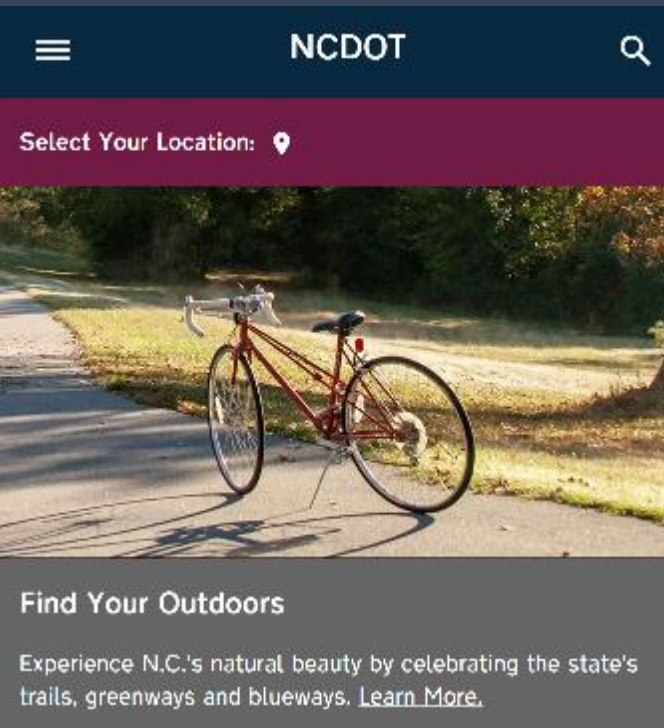 NCDOT
Select Your Location:
Find Your Outdoors
Experience N.C.'s natural beauty by celebrating the state's
trails, greenways and blueways. Learn More.